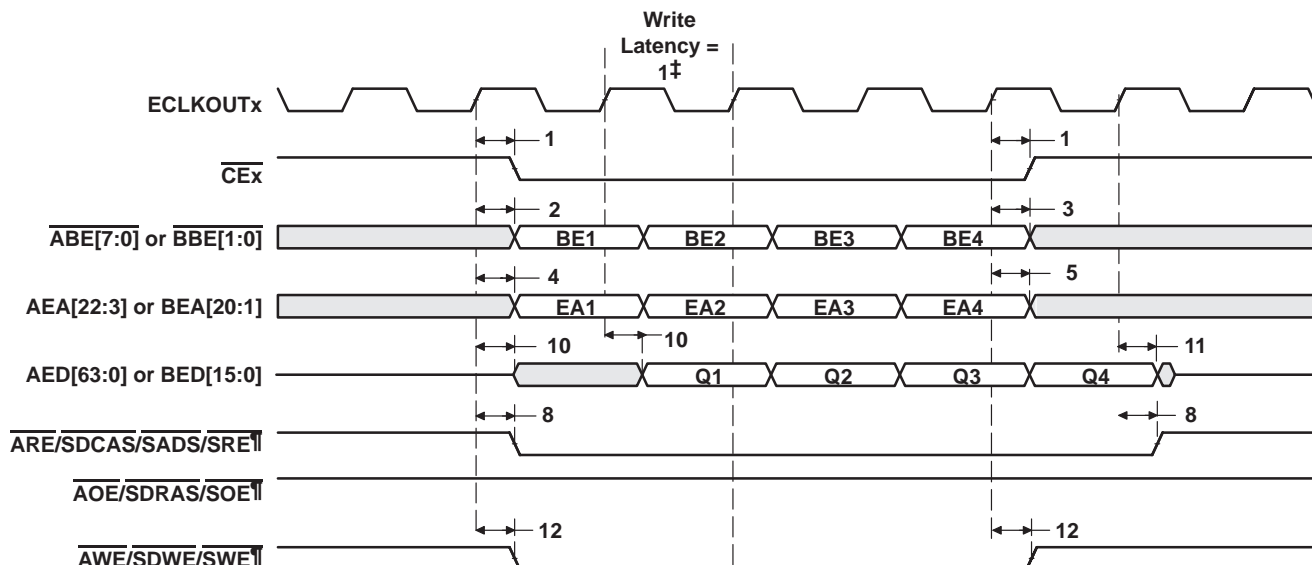 Write
Latency =
1‡
ECLKOUTx
1
1
CEx
2
3
ABE[7:0] or BBE[1:0]
BE1
BE2
BE3
BE4
4
5
AEA[22:3] or BEA[20:1]
EA1
EA2
EA3
EA4
10
10
11
AED[63:0] or BED[15:0]
Q1
Q2
Q3
Q4
8
8
ARE/SDCAS/SADS/SRE¶
AOE/SDRAS/SOE¶
12
12
AWE/SDWE/SWE¶